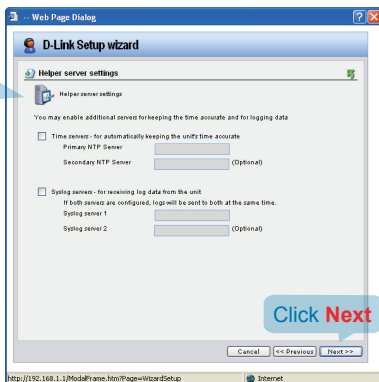 -- Web Page Dialog
D-Link Setup wizard
Helper server settings
Helper server settings
You may enable additional servers for keeping the time accurate and for logging data
Time servers - for automatically keeping the unit's time accurate
Primary NTP Server
Secondary NTP Server (Optional)
Syslog servers - for receiving log data from the unit
If both servers are configured, logs will be sent to both at the same time.
Syslog server 1
Syslog server 2 (Optional)
Click Next
Cancel << Previous Next >>
http://192.168.1.1/ModalFrame.htm?Page=WizardSetup Internet